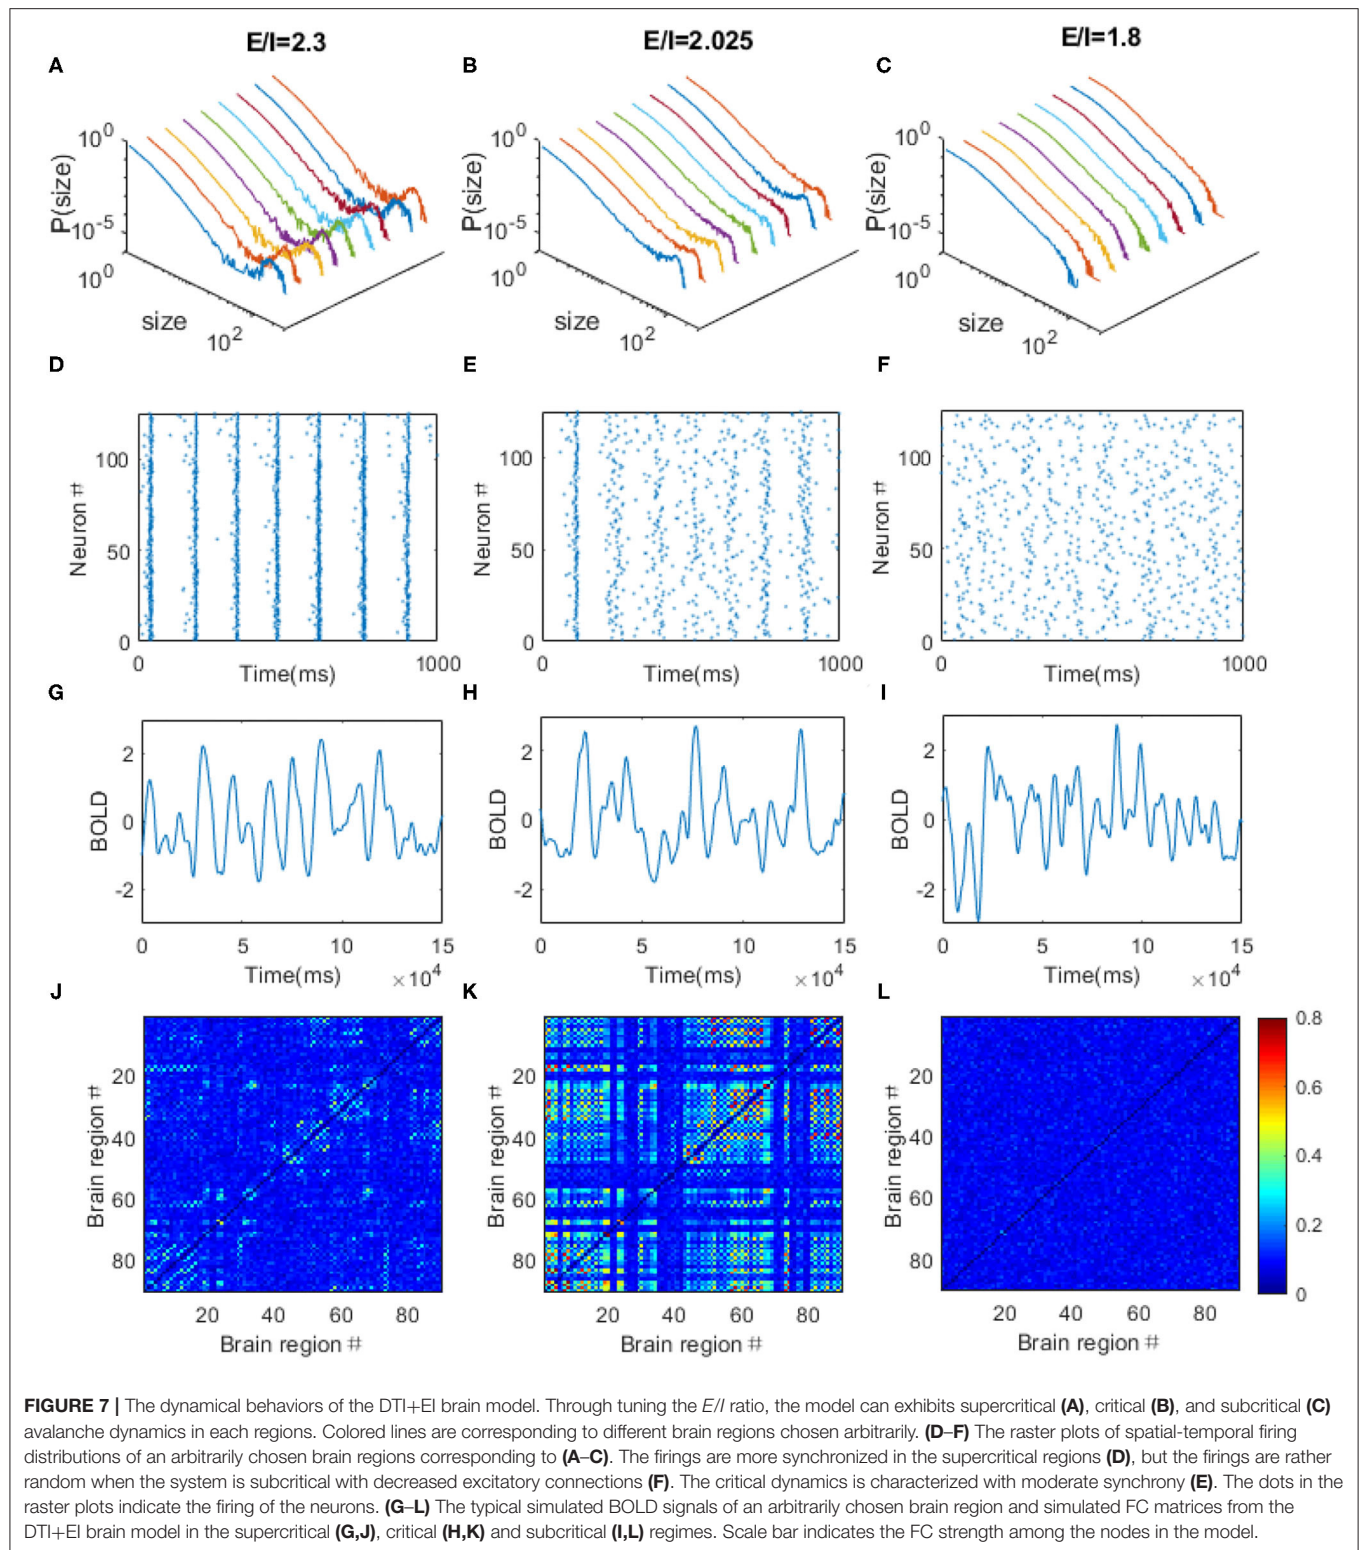 E/I=2.3
E/I=2.025
E/I=1.8
A
B
C
10^0
P(size)
10^-5
10^0
size
10^2
10^0
P(size)
10^-5
10^0
size
10^2
10^0
P(size)
10^-5
10^0
size
10^2
D
E
F
100
50
0
Neuron #
0
1000
Time(ms)
100
50
0
Neuron #
0
1000
Time(ms)
100
50
0
Neuron #
0
1000
Time(ms)
G
H
I
2
0
-2
BOLD
0 5 10 15
Time(ms)
×10^4
2
0
-2
BOLD
0 5 10 15
Time(ms)
×10^4
2
0
-2
BOLD
0 5 10 15
Time(ms)
×10^4
J
K
L
20
40
60
80
Brain region #
20 40 60 80
Brain region #
20
40
60
80
Brain region #
20 40 60 80
Brain region #
20
40
60
80
Brain region #
20 40 60 80
Brain region #
0.8
0.6
0.4
0.2
0
FIGURE 7 | The dynamical behaviors of the DTI+EI brain model. Through tuning the E/I ratio, the model can exhibits supercritical (A), critical (B), and subcritical (C)
avalanche dynamics in each regions. Colored lines are corresponding to different brain regions chosen arbitrarily. (D–F) The raster plots of spatial-temporal firing
distributions of an arbitrarily chosen brain regions corresponding to (A–C). The firings are more synchronized in the supercritical regions (D), but the firings are rather
random when the system is subcritical with decreased excitatory connections (F). The critical dynamics is characterized with moderate synchrony (E). The dots in the
raster plots indicate the firing of the neurons. (G–L) The typical simulated BOLD signals of an arbitrarily chosen brain region and simulated FC matrices from the
DTI+EI brain model in the supercritical (G,J), critical (H,K) and subcritical (I,L) regimes. Scale bar indicates the FC strength among the nodes in the model.